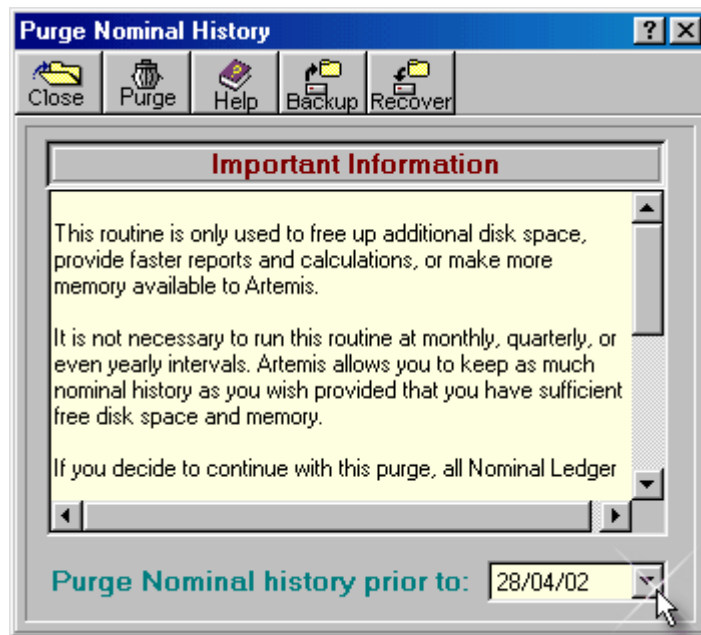 Purge Nominal History
Close Purge Help Backup Recover
Important Information
This routine is only used to free up additional disk space,
provide faster reports and calculations, or make more
memory available to Artemis.
It is not necessary to run this routine at monthly, quarterly, or
even yearly intervals. Artemis allows you to keep as much
nominal history as you wish provided that you have sufficient
free disk space and memory.
If you decide to continue with this purge, all Nominal Ledger
Purge Nominal history prior to: 28/04/02